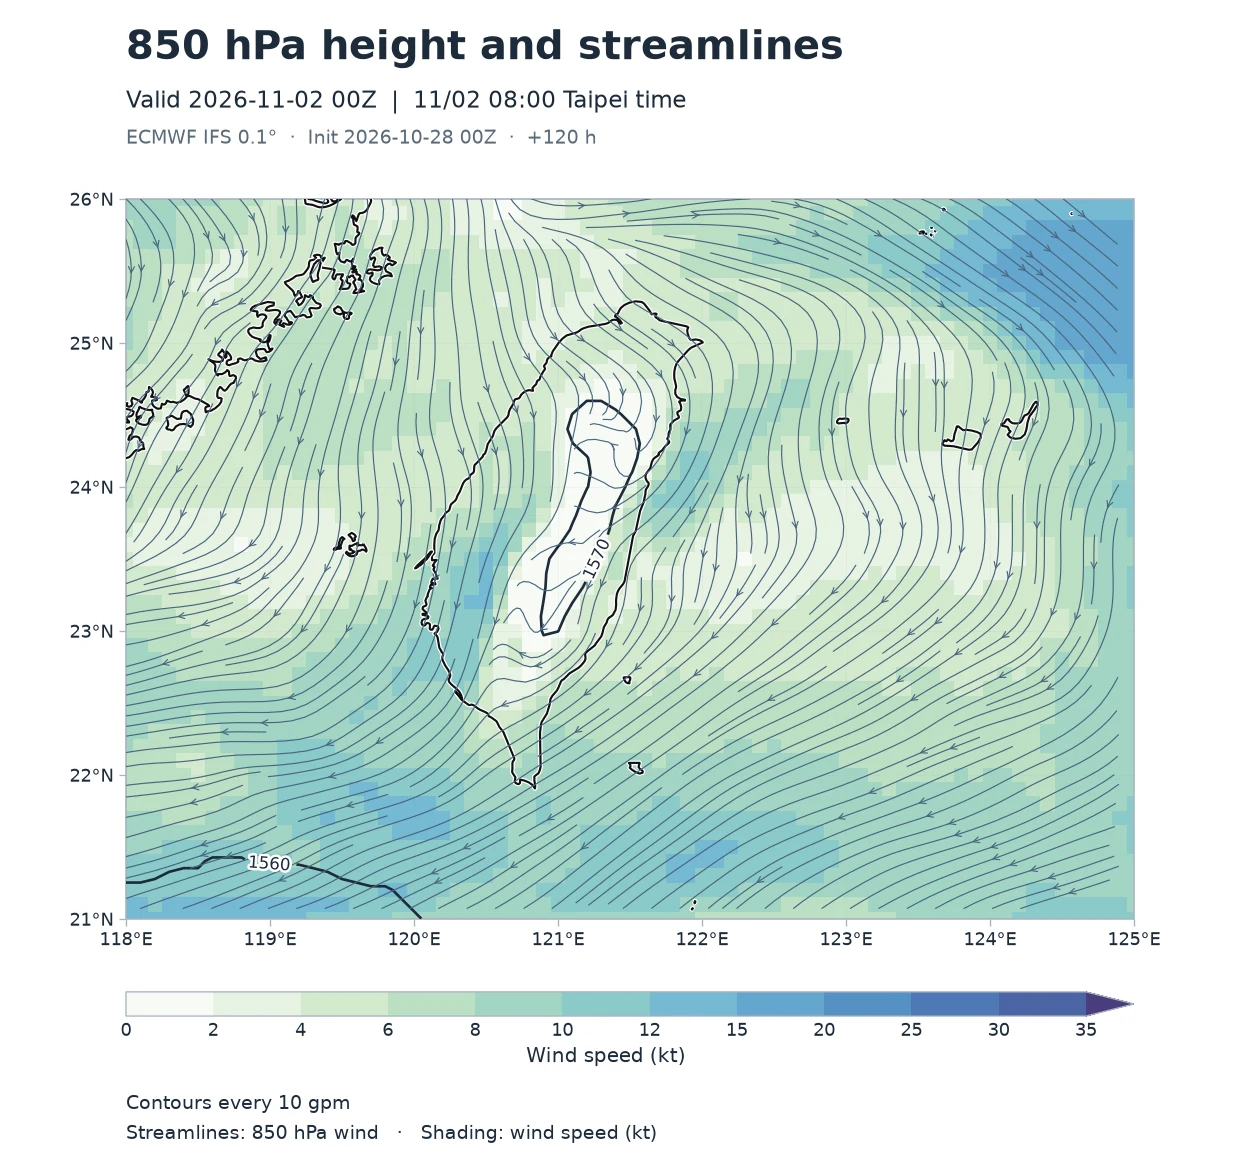 850 hPa height and streamlines
Valid 2026-11-02 00Z | 11/02 08:00 Taipei time
ECMWF IFS 0.1° · Init 2026-10-28 00Z · +120 h
26°N
25°N
24°N
23°N
22°N
21°N
1570
1560
118°E 119°E 120°E 121°E 122°E 123°E 124°E 125°E
0 2 4 6 8 10 12 15 20 25 30 35
Wind speed (kt)
Contours every 10 gpm
Streamlines: 850 hPa wind · Shading: wind speed (kt)